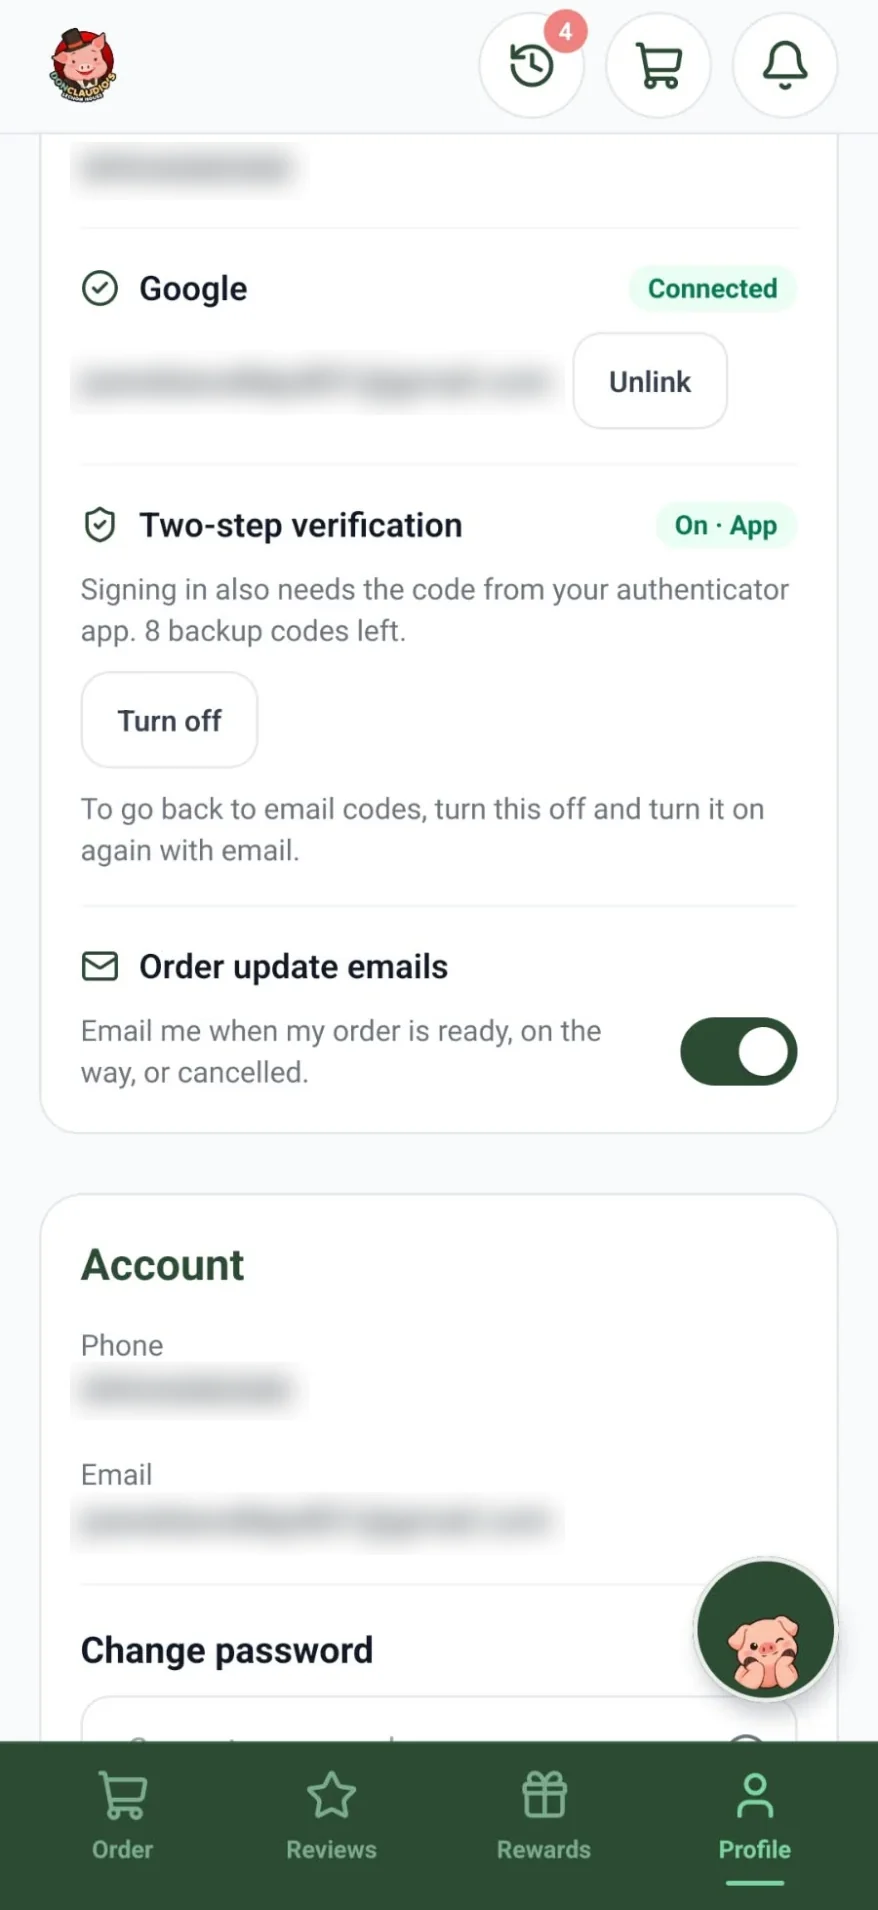 4
DON CLAUDIO'S
Google
Connected
Unlink
Two-step verification
On · App
Signing in also needs the code from your authenticator
app. 8 backup codes left.
Turn off
To go back to email codes, turn this off and turn it on
again with email.
Order update emails
Email me when my order is ready, on the
way, or cancelled.
Account
Phone
Email
Change password
Order
Reviews
Rewards
Profile